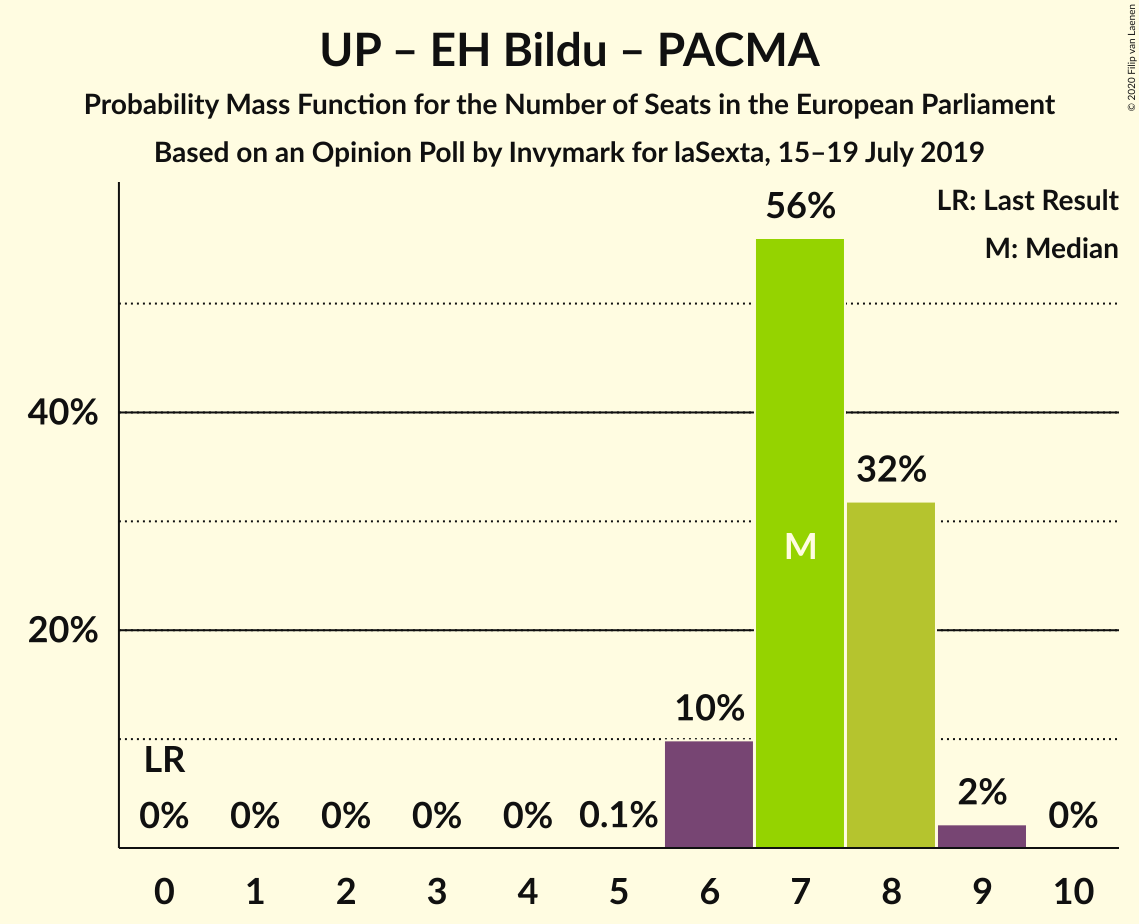 UP – EH Bildu – PACMA
Probability Mass Function for the Number of Seats in the European Parliament
Based on an Opinion Poll by Invymark for laSexta, 15–19 July 2019
© 2020 Filip van Laenen
LR: Last Result
M: Median
56%
40%
32%
M
20%
10%
LR
2%
0% 0% 0% 0% 0% 0.1% 0%
0 1 2 3 4 5 6 7 8 9 10